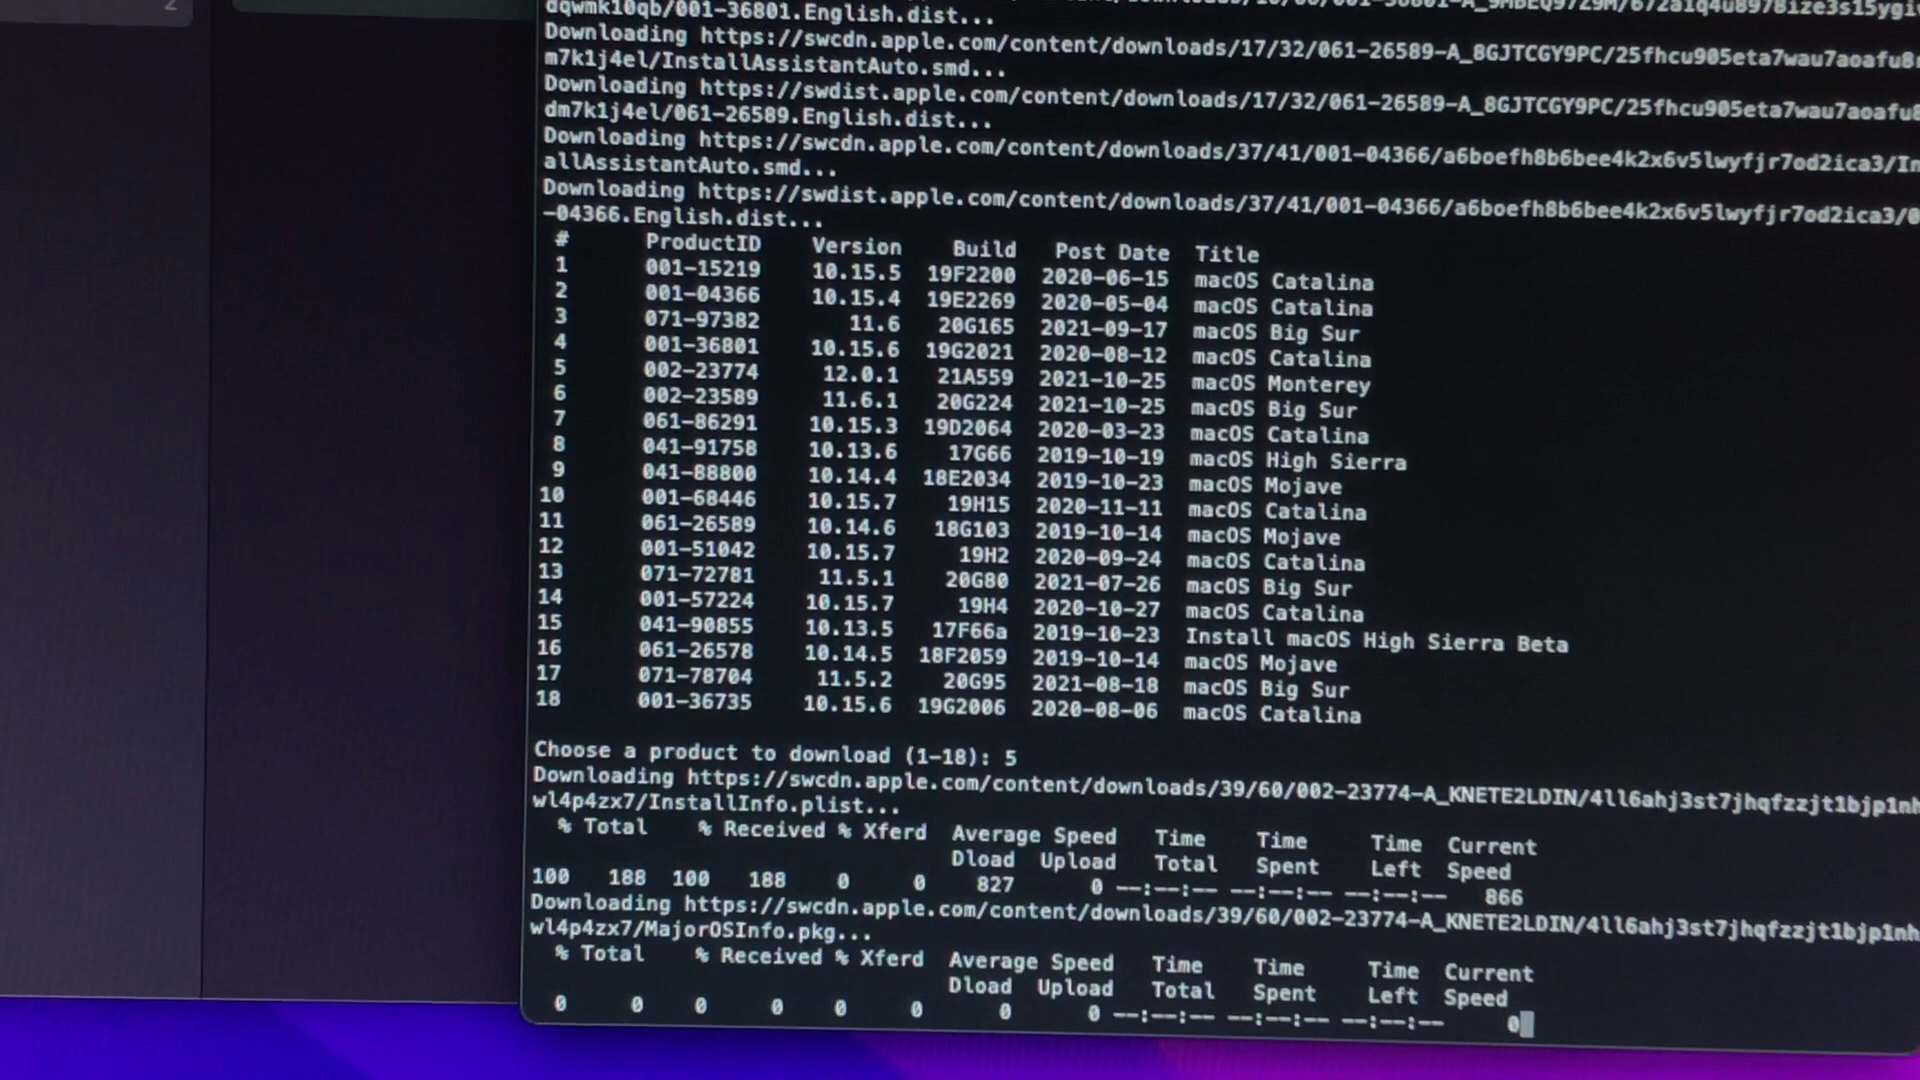 2
dqwmk10qb/001-36801.English.dist...
Downloading https://swcdn.apple.com/content/downloads/17/32/061-26589-A_8GJTCGY9PC/25fhcu905eta7wau7aoafu8
m7k1j4el/InstallAssistantAuto.smd...
Downloading https://swdist.apple.com/content/downloads/17/32/061-26589-A_8GJTCGY9PC/25fhcu905eta7wau7aoafu8
dm7k1j4el/061-26589.English.dist...
Downloading https://swcdn.apple.com/content/downloads/37/41/001-04366/a6boefh8b6bee4k2x6v5lwyfjr7od2ica3/In
allAssistantAuto.smd...
Downloading https://swdist.apple.com/content/downloads/37/41/001-04366/a6boefh8b6bee4k2x6v5lwyfjr7od2ica3/0
-04366.English.dist...
# ProductID Version Build Post Date Title
1 001-15219 10.15.5 19F2200 2020-06-15 macOS Catalina
2 001-04366 10.15.4 19E2269 2020-05-04 macOS Catalina
3 071-97382 11.6 20G165 2021-09-17 macOS Big Sur
4 001-36801 10.15.6 19G2021 2020-08-12 macOS Catalina
5 002-23774 12.0.1 21A559 2021-10-25 macOS Monterey
6 002-23589 11.6.1 20G224 2021-10-25 macOS Big Sur
7 061-86291 10.15.3 19D2064 2020-03-23 macOS Catalina
8 041-91758 10.13.6 17G66 2019-10-19 macOS High Sierra
9 041-88800 10.14.4 18E2034 2019-10-23 macOS Mojave
10 001-68446 10.15.7 19H15 2020-11-11 macOS Catalina
11 061-26589 10.14.6 18G103 2019-10-14 macOS Mojave
12 001-51042 10.15.7 19H2 2020-09-24 macOS Catalina
13 071-72781 11.5.1 20G80 2021-07-26 macOS Big Sur
14 001-57224 10.15.7 19H4 2020-10-27 macOS Catalina
15 041-90855 10.13.5 17F66a 2019-10-23 Install macOS High Sierra Beta
16 061-26578 10.14.5 18F2059 2019-10-14 macOS Mojave
17 071-78704 11.5.2 20G95 2021-08-18 macOS Big Sur
18 001-36735 10.15.6 19G2006 2020-08-06 macOS Catalina
Choose a product to download (1-18): 5
Downloading https://swcdn.apple.com/content/downloads/39/60/002-23774-A_KNETE2LDIN/4ll6ahj3st7jhqfzzjt1bjp1nh
wl4p4zx7/InstallInfo.plist...
% Total % Received % Xferd Average Speed Time Time Time Current
Dload Upload Total Spent Left Speed
100 188 100 188 0 0 827 0 --:--:-- --:--:-- --:--:-- 866
Downloading https://swcdn.apple.com/content/downloads/39/60/002-23774-A_KNETE2LDIN/4ll6ahj3st7jhqfzzjt1bjp1nh
wl4p4zx7/MajorOSInfo.pkg...
% Total % Received % Xferd Average Speed Time Time Time Current
Dload Upload Total Spent Left Speed
0 0 0 0 0 0 0 0 --:--:-- --:--:-- --:--:-- 0